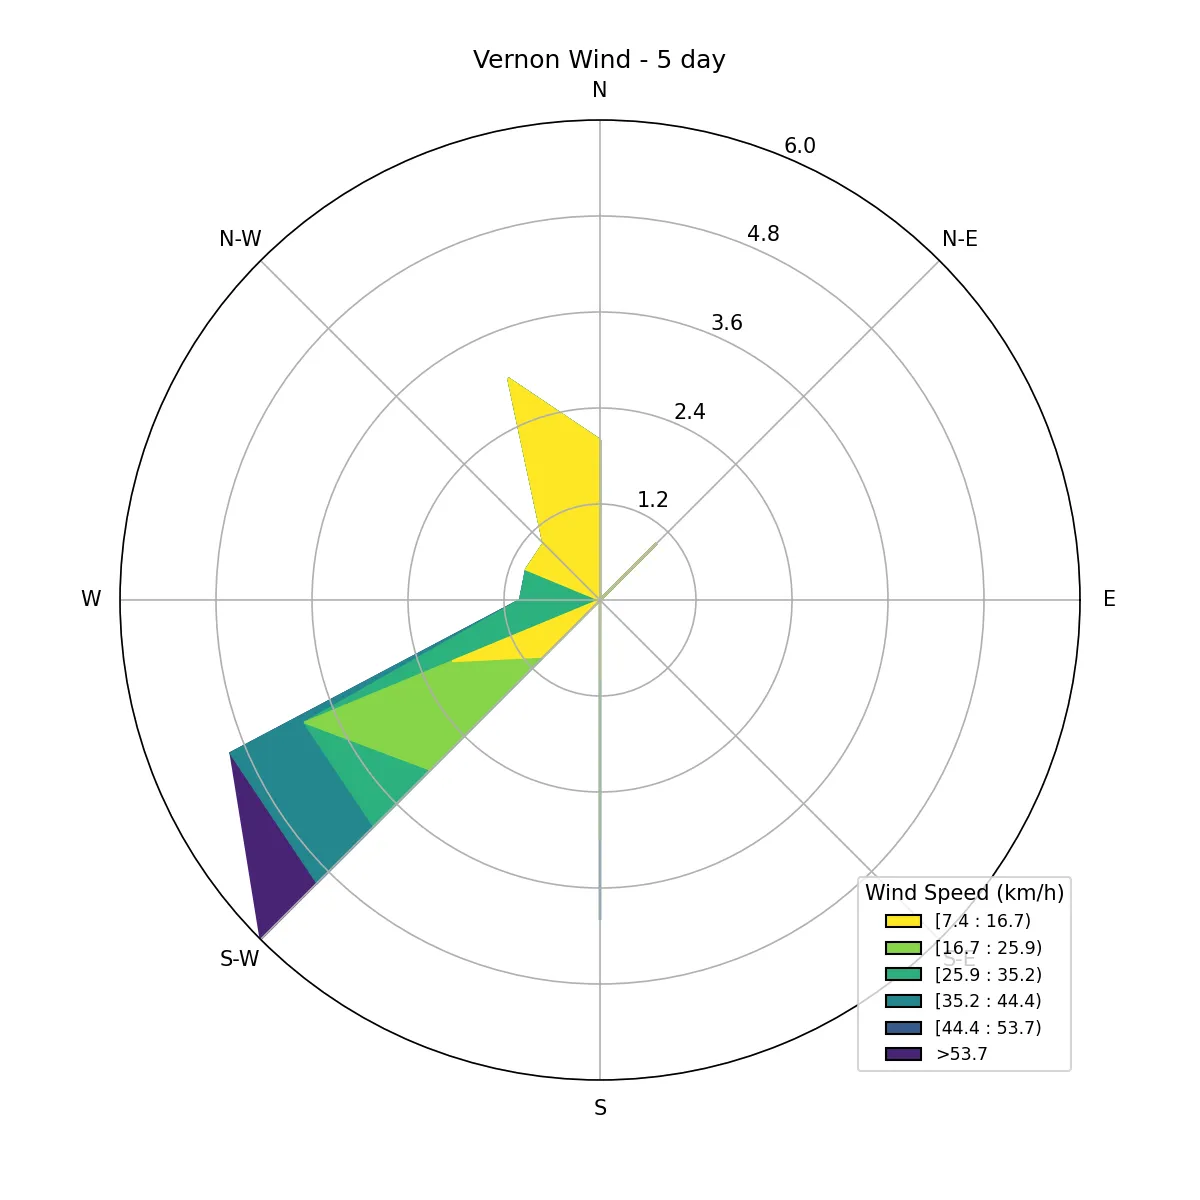 Vernon Wind - 5 day
N
6.0
N-W
4.8
N-E
3.6
2.4
1.2
W
E
Wind Speed (km/h)
[7.4 : 16.7)
[16.7 : 25.9)
[25.9 : 35.2)
[35.2 : 44.4)
[44.4 : 53.7)
>53.7
S-E
S-W
S